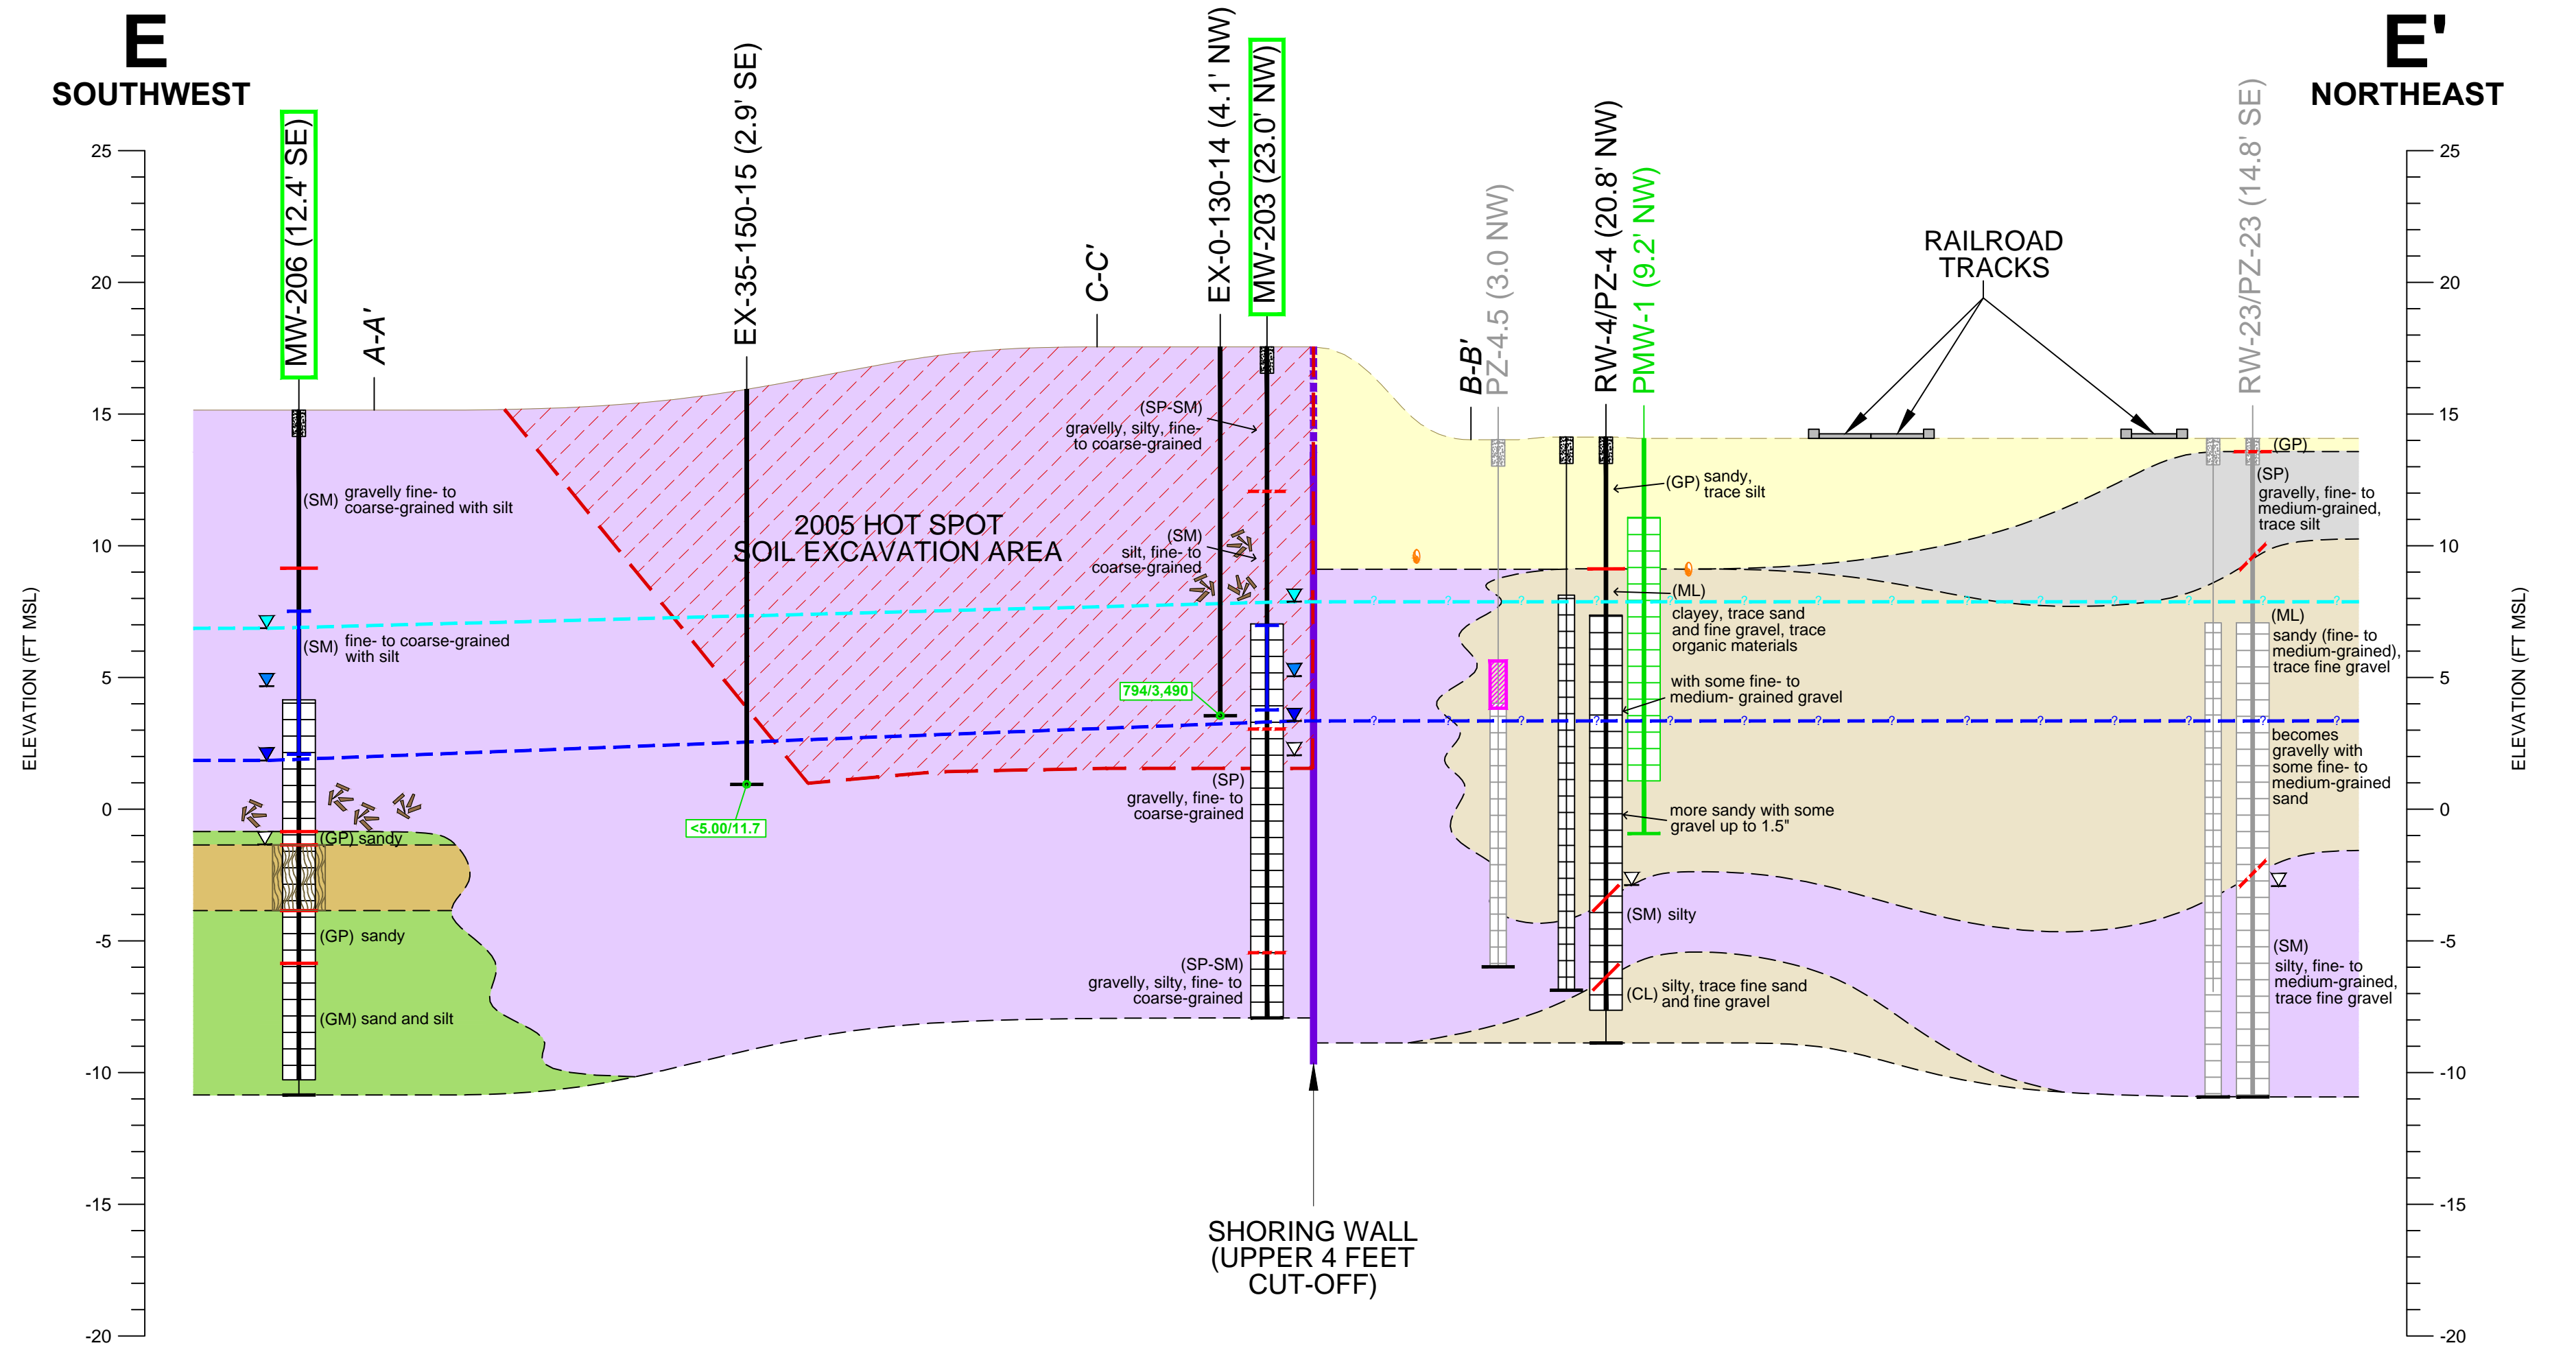 E
SOUTHWEST
E'
NORTHEAST
MW-206 (12.4' SE)
A-A'
EX-35-150-15 (2.9' SE)
C-C'
EX-0-130-14 (4.1' NW)
MW-203 (23.0' NW)
B-B'
PZ-4.5 (3.0 NW)
RW-4/PZ-4 (20.8' NW)
PMW-1 (9.2' NW)
RAILROAD
TRACKS
RW-23/PZ-23 (14.8' SE)
ELEVATION (FT MSL)
25
20
15
10
5
0
-5
-10
-15
-20
(SM) gravelly fine- to
coarse-grained with silt
(SM) fine- to coarse-grained
with silt
(GP) sandy
(GP) sandy
(GM) sand and silt
2005 HOT SPOT
SOIL EXCAVATION AREA
<5.00/11.7
794/3,490
(SP-SM)
gravelly, silty, fine-
to coarse-grained
(SM)
silt, fine- to
coarse-grained
(SP)
gravelly, fine- to
coarse-grained
(SP-SM)
gravelly, silty, fine- to
coarse-grained
SHORING WALL
(UPPER 4 FEET
CUT-OFF)
(GP) sandy,
trace silt
(ML)
clayey, trace sand
and fine gravel, trace
organic materials
with some fine- to
medium- grained gravel
more sandy with some
gravel up to 1.5"
(SM) silty
(CL) silty, trace fine sand
and fine gravel
? ? ? ? ? ? ? ? ? ? ? ? ? ?
? ? ? ? ? ? ? ? ? ? ? ? ? ?
(GP)
(SP)
gravelly, fine- to
medium-grained,
trace silt
(ML)
sandy (fine- to
medium-grained),
trace fine gravel
becomes
gravelly with
some fine- to
medium-grained
sand
(SM)
silty, fine- to
medium-grained,
trace fine gravel
25
20
15
10
5
0
-5
-10
-15
-20
ELEVATION (FT MSL)